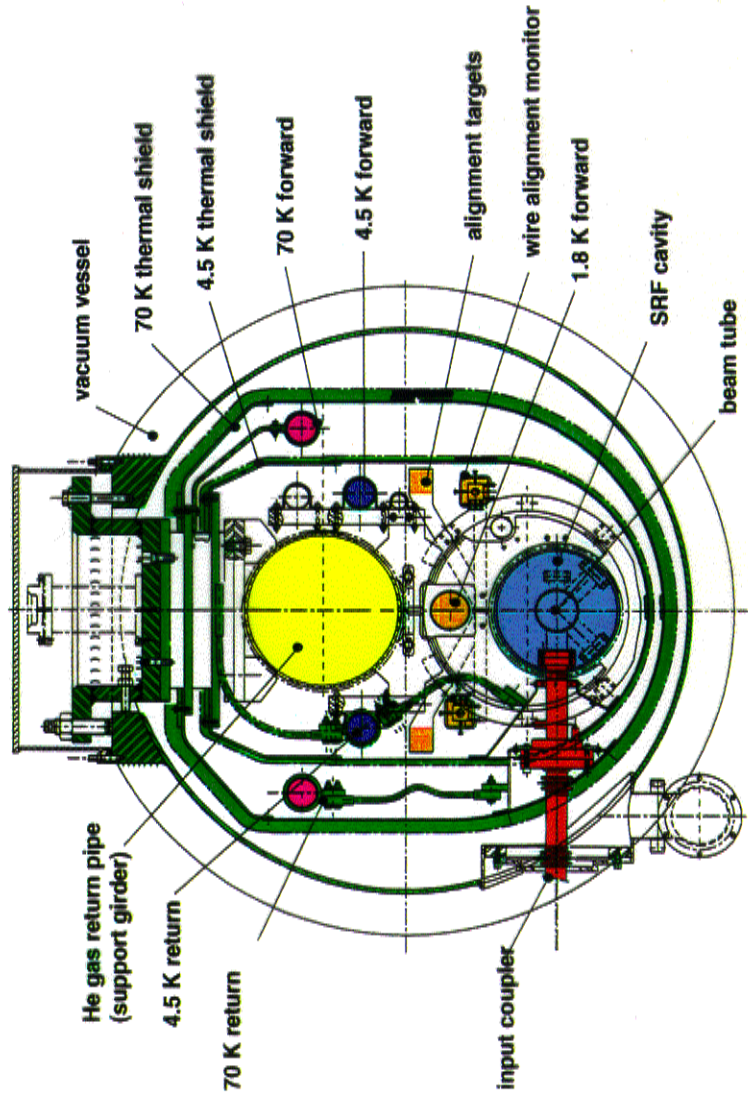 He gas return pipe
(support girder)
4.5 K return
70 K return
input coupler
vacuum vessel
70 K thermal shield
4.5 K thermal shield
70 K forward
4.5 K forward
alignment targets
wire alignment monitor
1.8 K forward
SRF cavity
beam tube